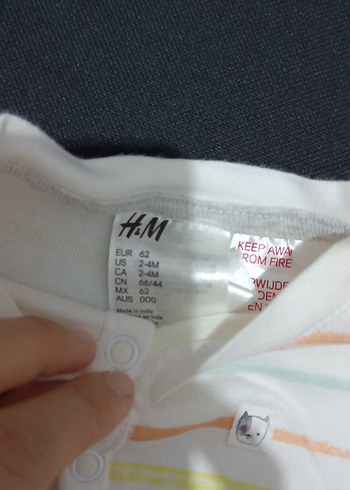 H&M
EUR 62
US 2-4M
CA 2-4M
CN 66/44
MX 62
AUS 000
Made in India
KEEP AWAY
FROM FIRE